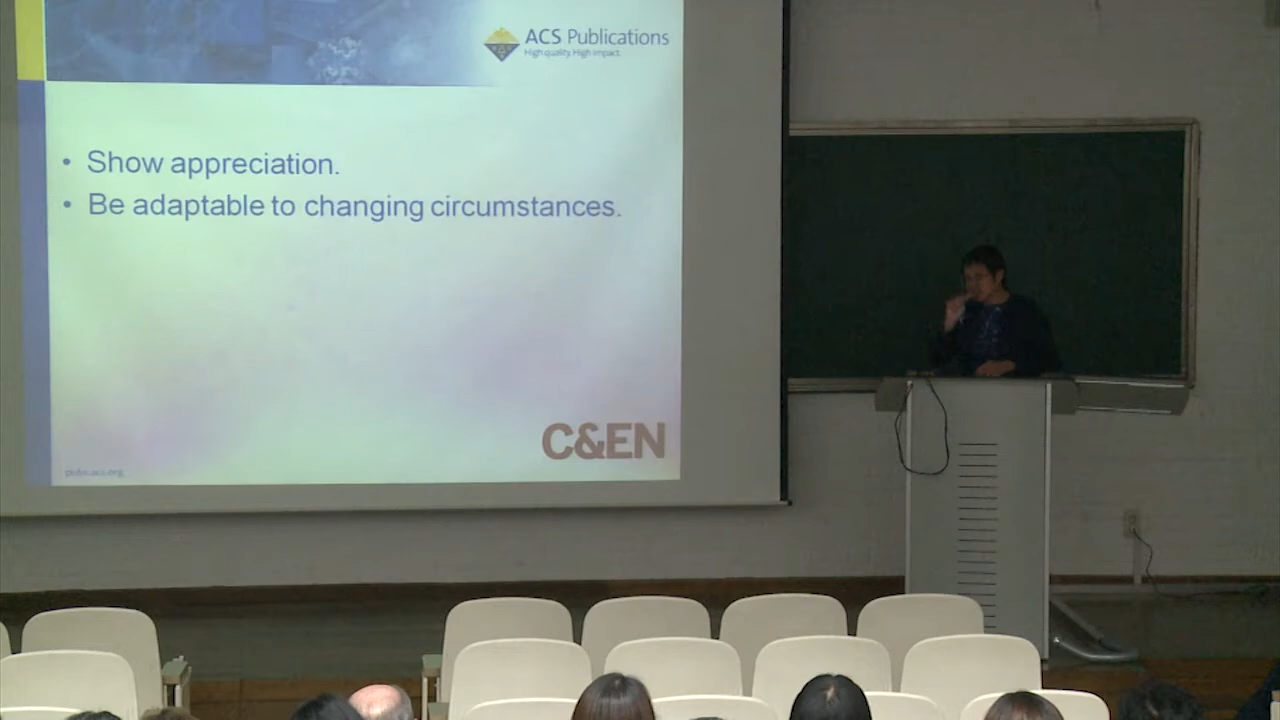 ACS Publications
High quality. High impact.
• Show appreciation.
• Be adaptable to changing circumstances.
C&EN
pubs.acs.org